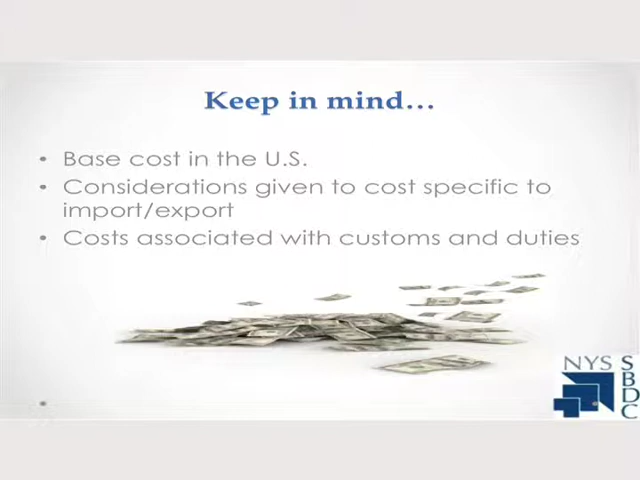 Keep in mind...
• Base cost in the U.S.
• Considerations given to cost specific to
import/export
• Costs associated with customs and duties
•
NYS
SBDC